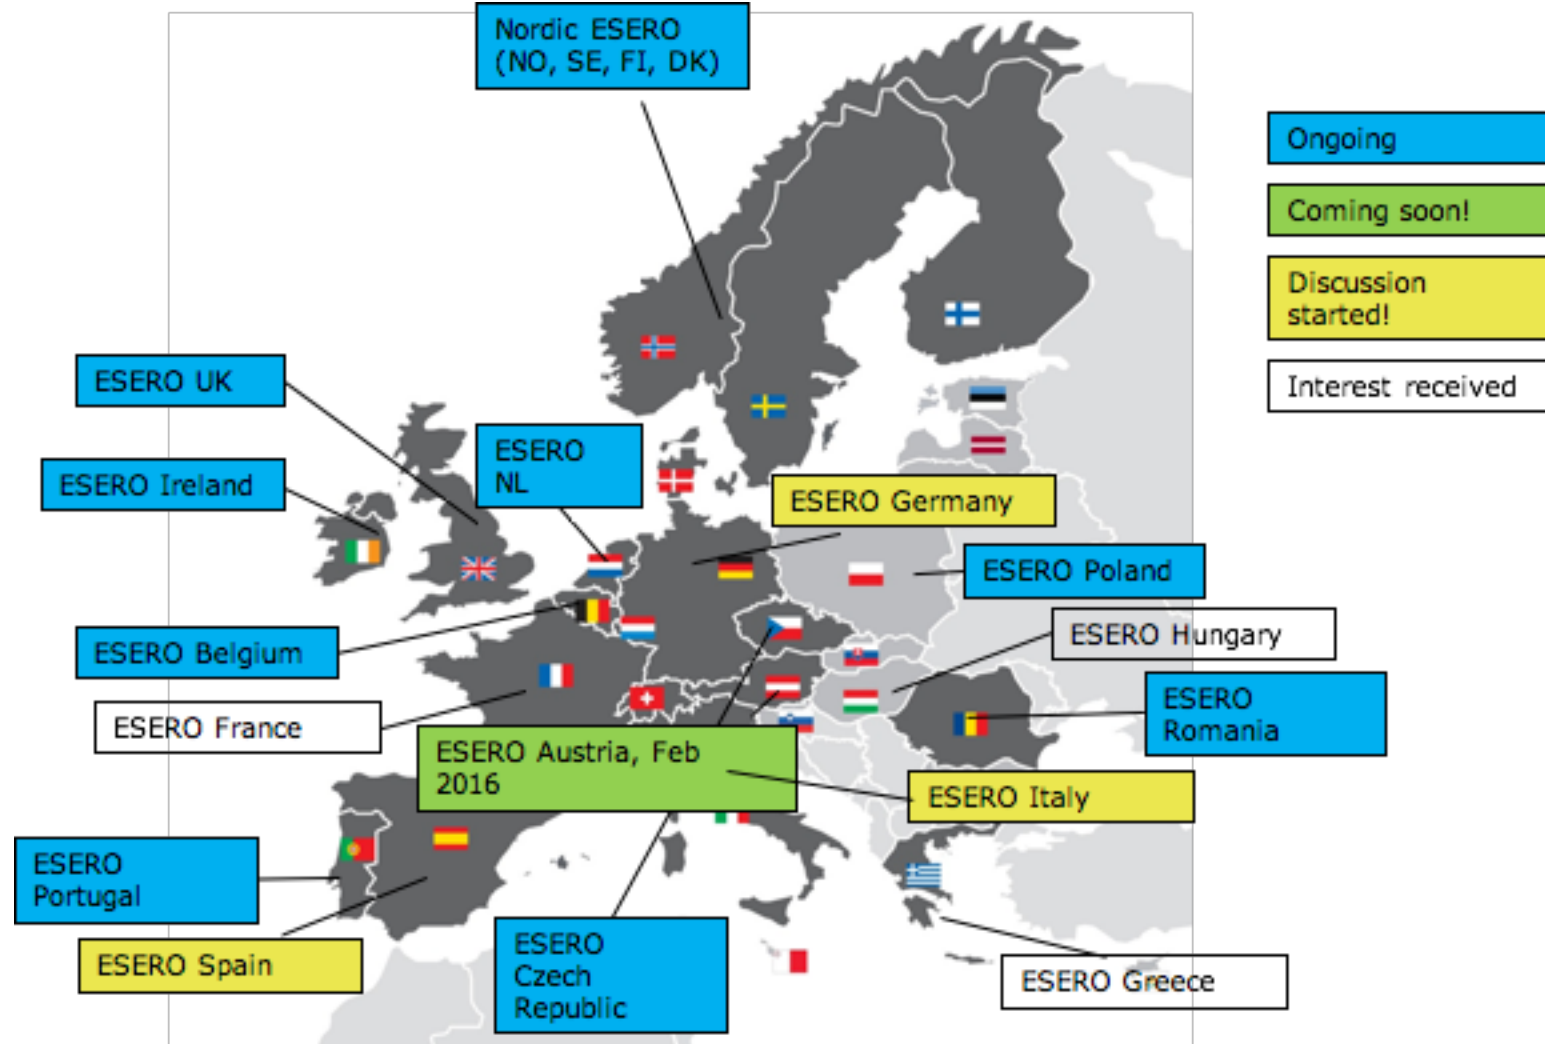 Nordic ESERO
(NO, SE, FI, DK)
Ongoing
Coming soon!
Discussion
started!
Interest received
ESERO UK
ESERO Ireland
ESERO
NL
ESERO Germany
ESERO Poland
ESERO Hungary
ESERO Belgium
ESERO France
ESERO
Romania
ESERO Austria, Feb
2016
ESERO Italy
ESERO
Portugal
ESERO Spain
ESERO
Czech
Republic
ESERO Greece